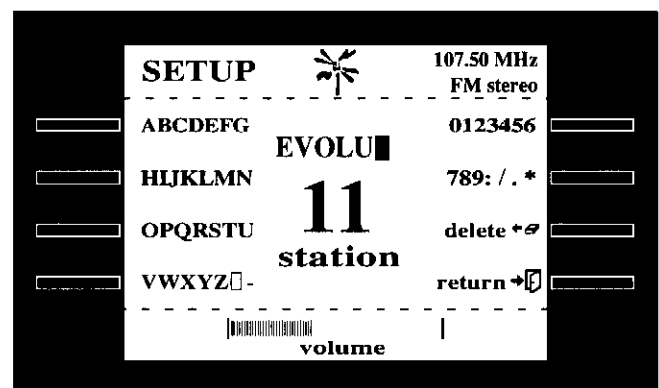 SETUP
107.50 MHz
FM stereo
ABCDEFG
0123456
EVOLU
HIJKLMN
789: / . *
11
OPQRSTU
delete
station
VWXYZ -
return
volume